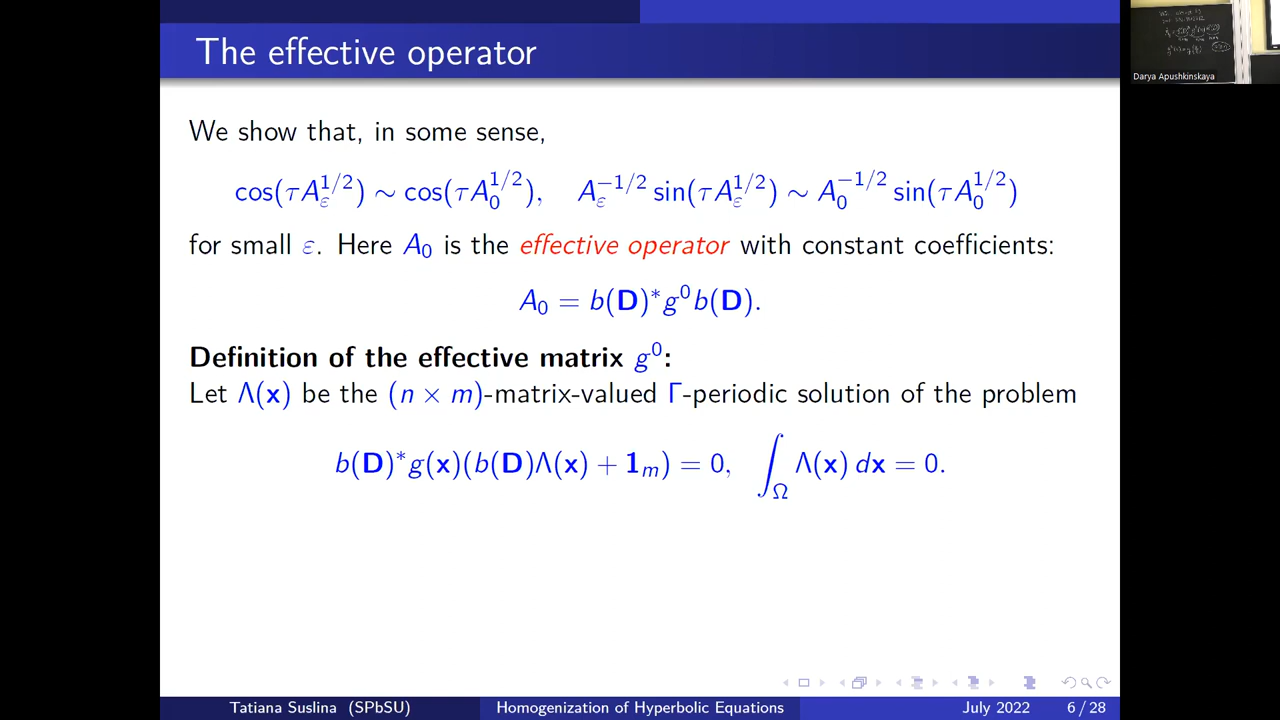 The effective operator
We show that, in some sense,
cos(τA_ε^{1/2}) ∼ cos(τA_0^{1/2}), A_ε^{−1/2} sin(τA_ε^{1/2}) ∼ A_0^{−1/2} sin(τA_0^{1/2})
for small ε. Here A_0 is the effective operator with constant coefficients:
A_0 = b(D)*g^0b(D).
Definition of the effective matrix g^0:
Let Λ(x) be the (n × m)-matrix-valued Γ-periodic solution of the problem
b(D)*g(x)(b(D)Λ(x) + 1_m) = 0, ∫_Ω Λ(x) dx = 0.
Tatiana Suslina (SPbSU) Homogenization of Hyperbolic Equations July 2022 6 / 28
Darya Apushkinskaya